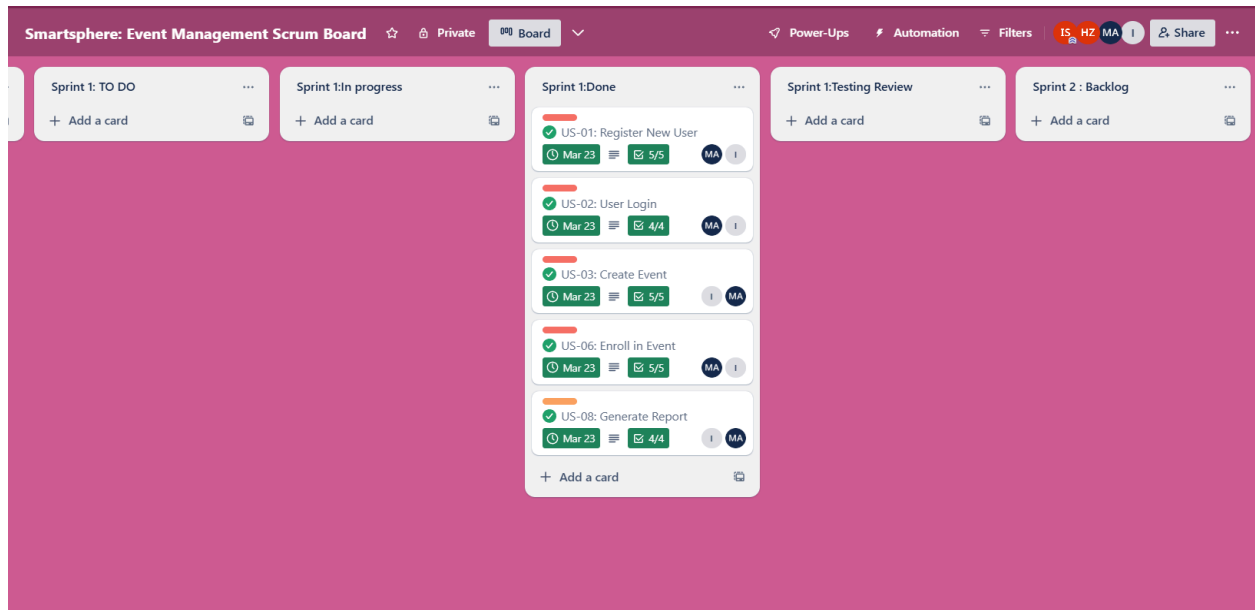 Smartsphere: Event Management Scrum Board Private Board Power-Ups Automation Filters IS HZ MA I Share
Sprint 1: TO DO
Add a card
Sprint 1:In progress
Add a card
Sprint 1:Done
US-01: Register New User
Mar 23 5/5 MA I
US-02: User Login
Mar 23 4/4 MA I
US-03: Create Event
Mar 23 5/5 I MA
US-06: Enroll in Event
Mar 23 5/5 MA I
US-08: Generate Report
Mar 23 4/4 I MA
Add a card
Sprint 1:Testing Review
Add a card
Sprint 2 : Backlog
Add a card